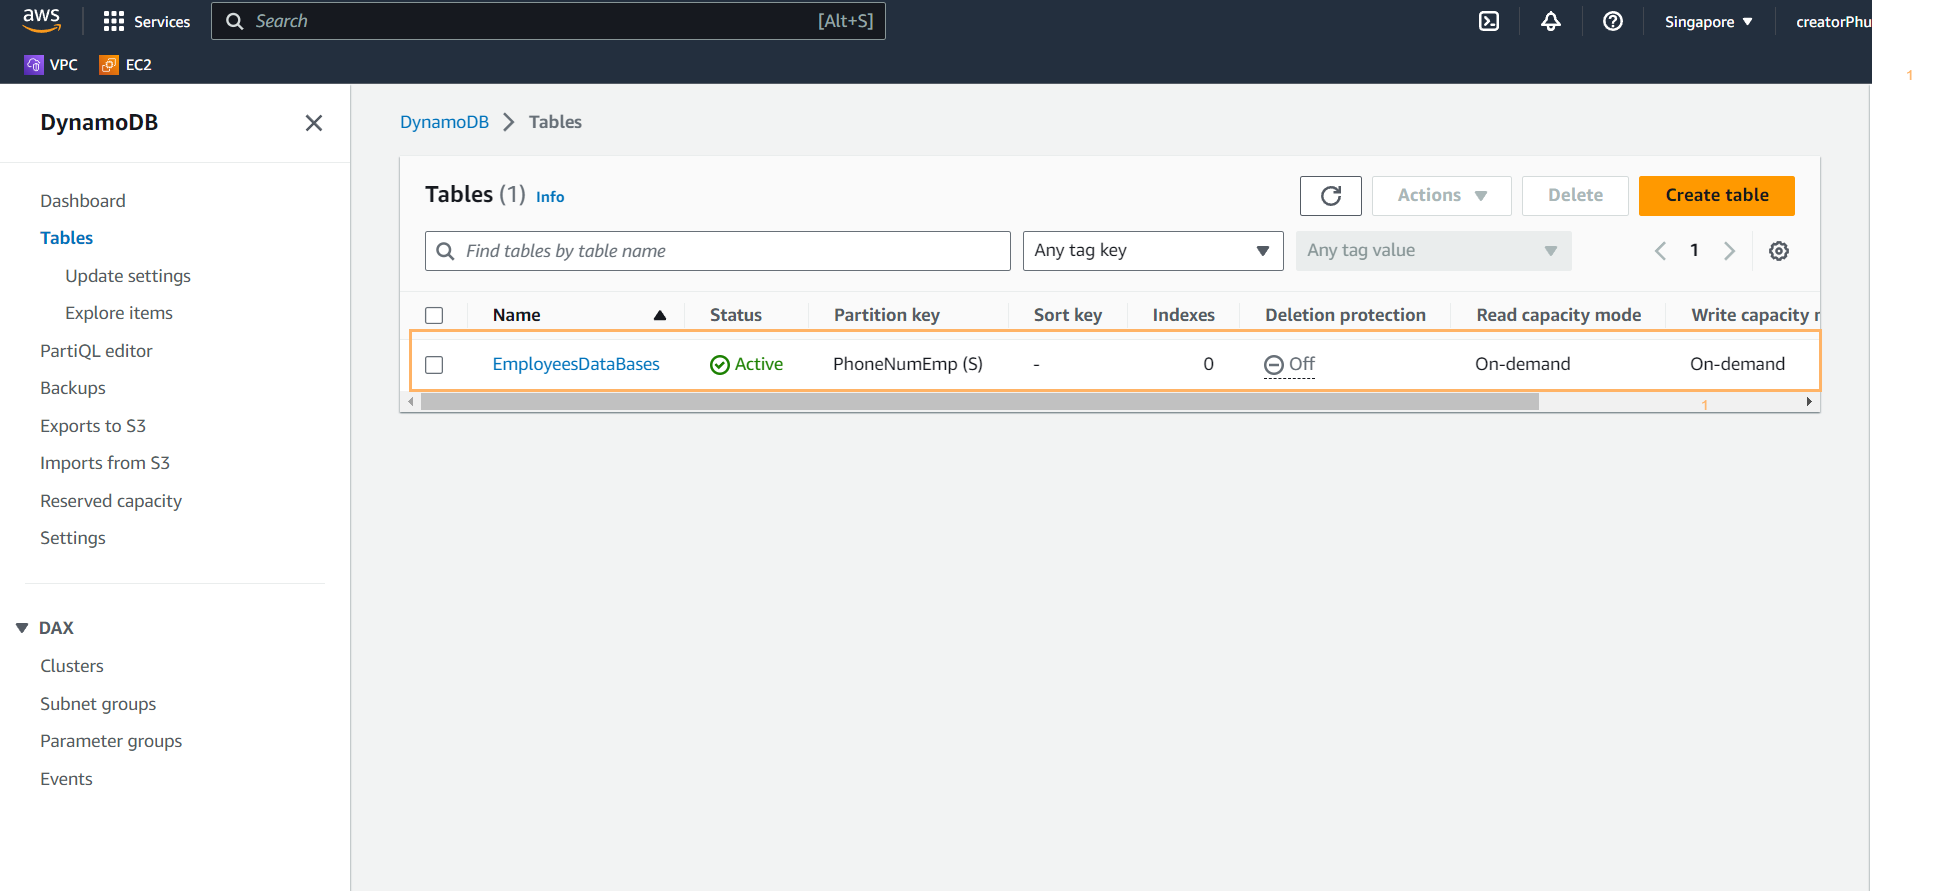 aws Services Search [Alt+S] Singapore creatorPhu
VPC EC2
1
DynamoDB
Dashboard
Tables
Update settings
Explore items
PartiQL editor
Backups
Exports to S3
Imports from S3
Reserved capacity
Settings
DAX
Clusters
Subnet groups
Parameter groups
Events
DynamoDB Tables
Tables (1) Info Actions Delete Create table
Find tables by table name Any tag key Any tag value 1
Name Status Partition key Sort key Indexes Deletion protection Read capacity mode Write capacity r
EmployeesDataBases Active PhoneNumEmp (S) - 0 Off On-demand On-demand
1